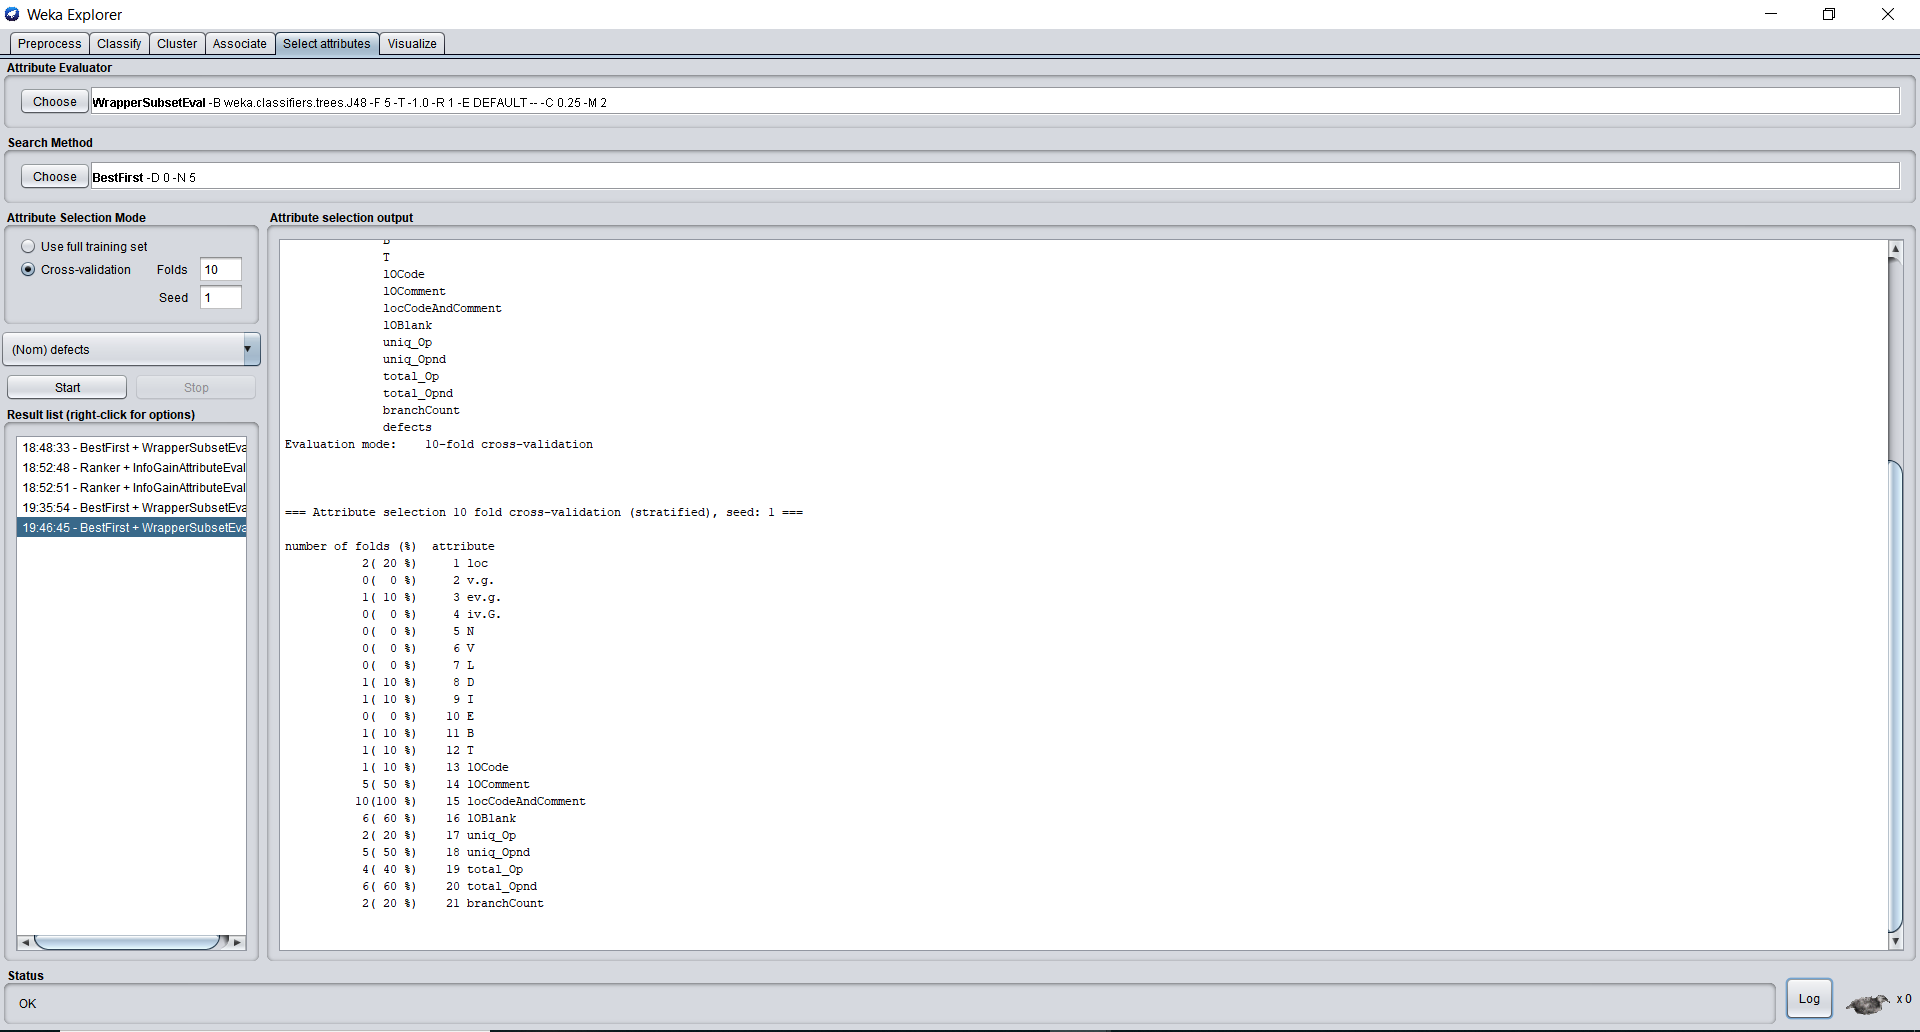 Weka Explorer
Preprocess Classify Cluster Associate Select attributes Visualize
Attribute Evaluator
Choose WrapperSubsetEval -B weka.classifiers.trees.J48 -F 5 -T -1.0 -R 1 -E DEFAULT -- -C 0.25 -M 2
Search Method
Choose BestFirst -D 0 -N 5
Attribute Selection Mode
Use full training set
Cross-validation Folds 10
Seed 1
(Nom) defects
Start Stop
Result list (right-click for options)
18:48:33 - BestFirst + WrapperSubsetEva
18:52:48 - Ranker + InfoGainAttributeEval
18:52:51 - Ranker + InfoGainAttributeEval
19:35:54 - BestFirst + WrapperSubsetEva
19:46:45 - BestFirst + WrapperSubsetEva
Attribute selection output
B
T
lOCode
lOComment
locCodeAndComment
lOBlank
uniq_Op
uniq_Opnd
total_Op
total_Opnd
branchCount
defects
Evaluation mode: 10-fold cross-validation
=== Attribute selection 10 fold cross-validation (stratified), seed: 1 ===
number of folds (%) attribute
2( 20 %) 1 loc
0( 0 %) 2 v.g.
1( 10 %) 3 ev.g.
0( 0 %) 4 iv.G.
0( 0 %) 5 N
0( 0 %) 6 V
0( 0 %) 7 L
1( 10 %) 8 D
1( 10 %) 9 I
0( 0 %) 10 E
1( 10 %) 11 B
1( 10 %) 12 T
1( 10 %) 13 lOCode
5( 50 %) 14 lOComment
10(100 %) 15 locCodeAndComment
6( 60 %) 16 lOBlank
2( 20 %) 17 uniq_Op
5( 50 %) 18 uniq_Opnd
4( 40 %) 19 total_Op
6( 60 %) 20 total_Opnd
2( 20 %) 21 branchCount
Status
OK
Log x 0